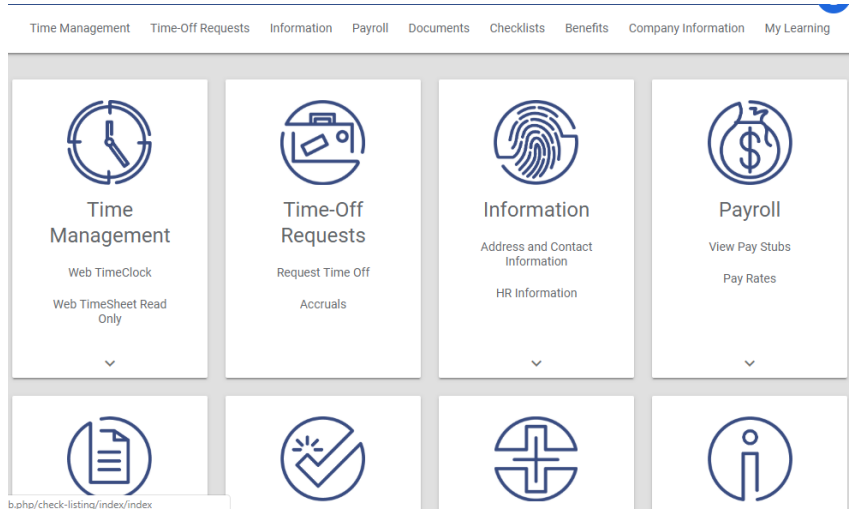 Time Management Time-Off Requests Information Payroll Documents Checklists Benefits Company Information My Learning
Time
Management
Web TimeClock
Web TimeSheet Read
Only
Time-Off
Requests
Request Time Off
Accruals
Information
Address and Contact
Information
HR Information
Payroll
$
View Pay Stubs
Pay Rates
b.php/check-listing/index/index